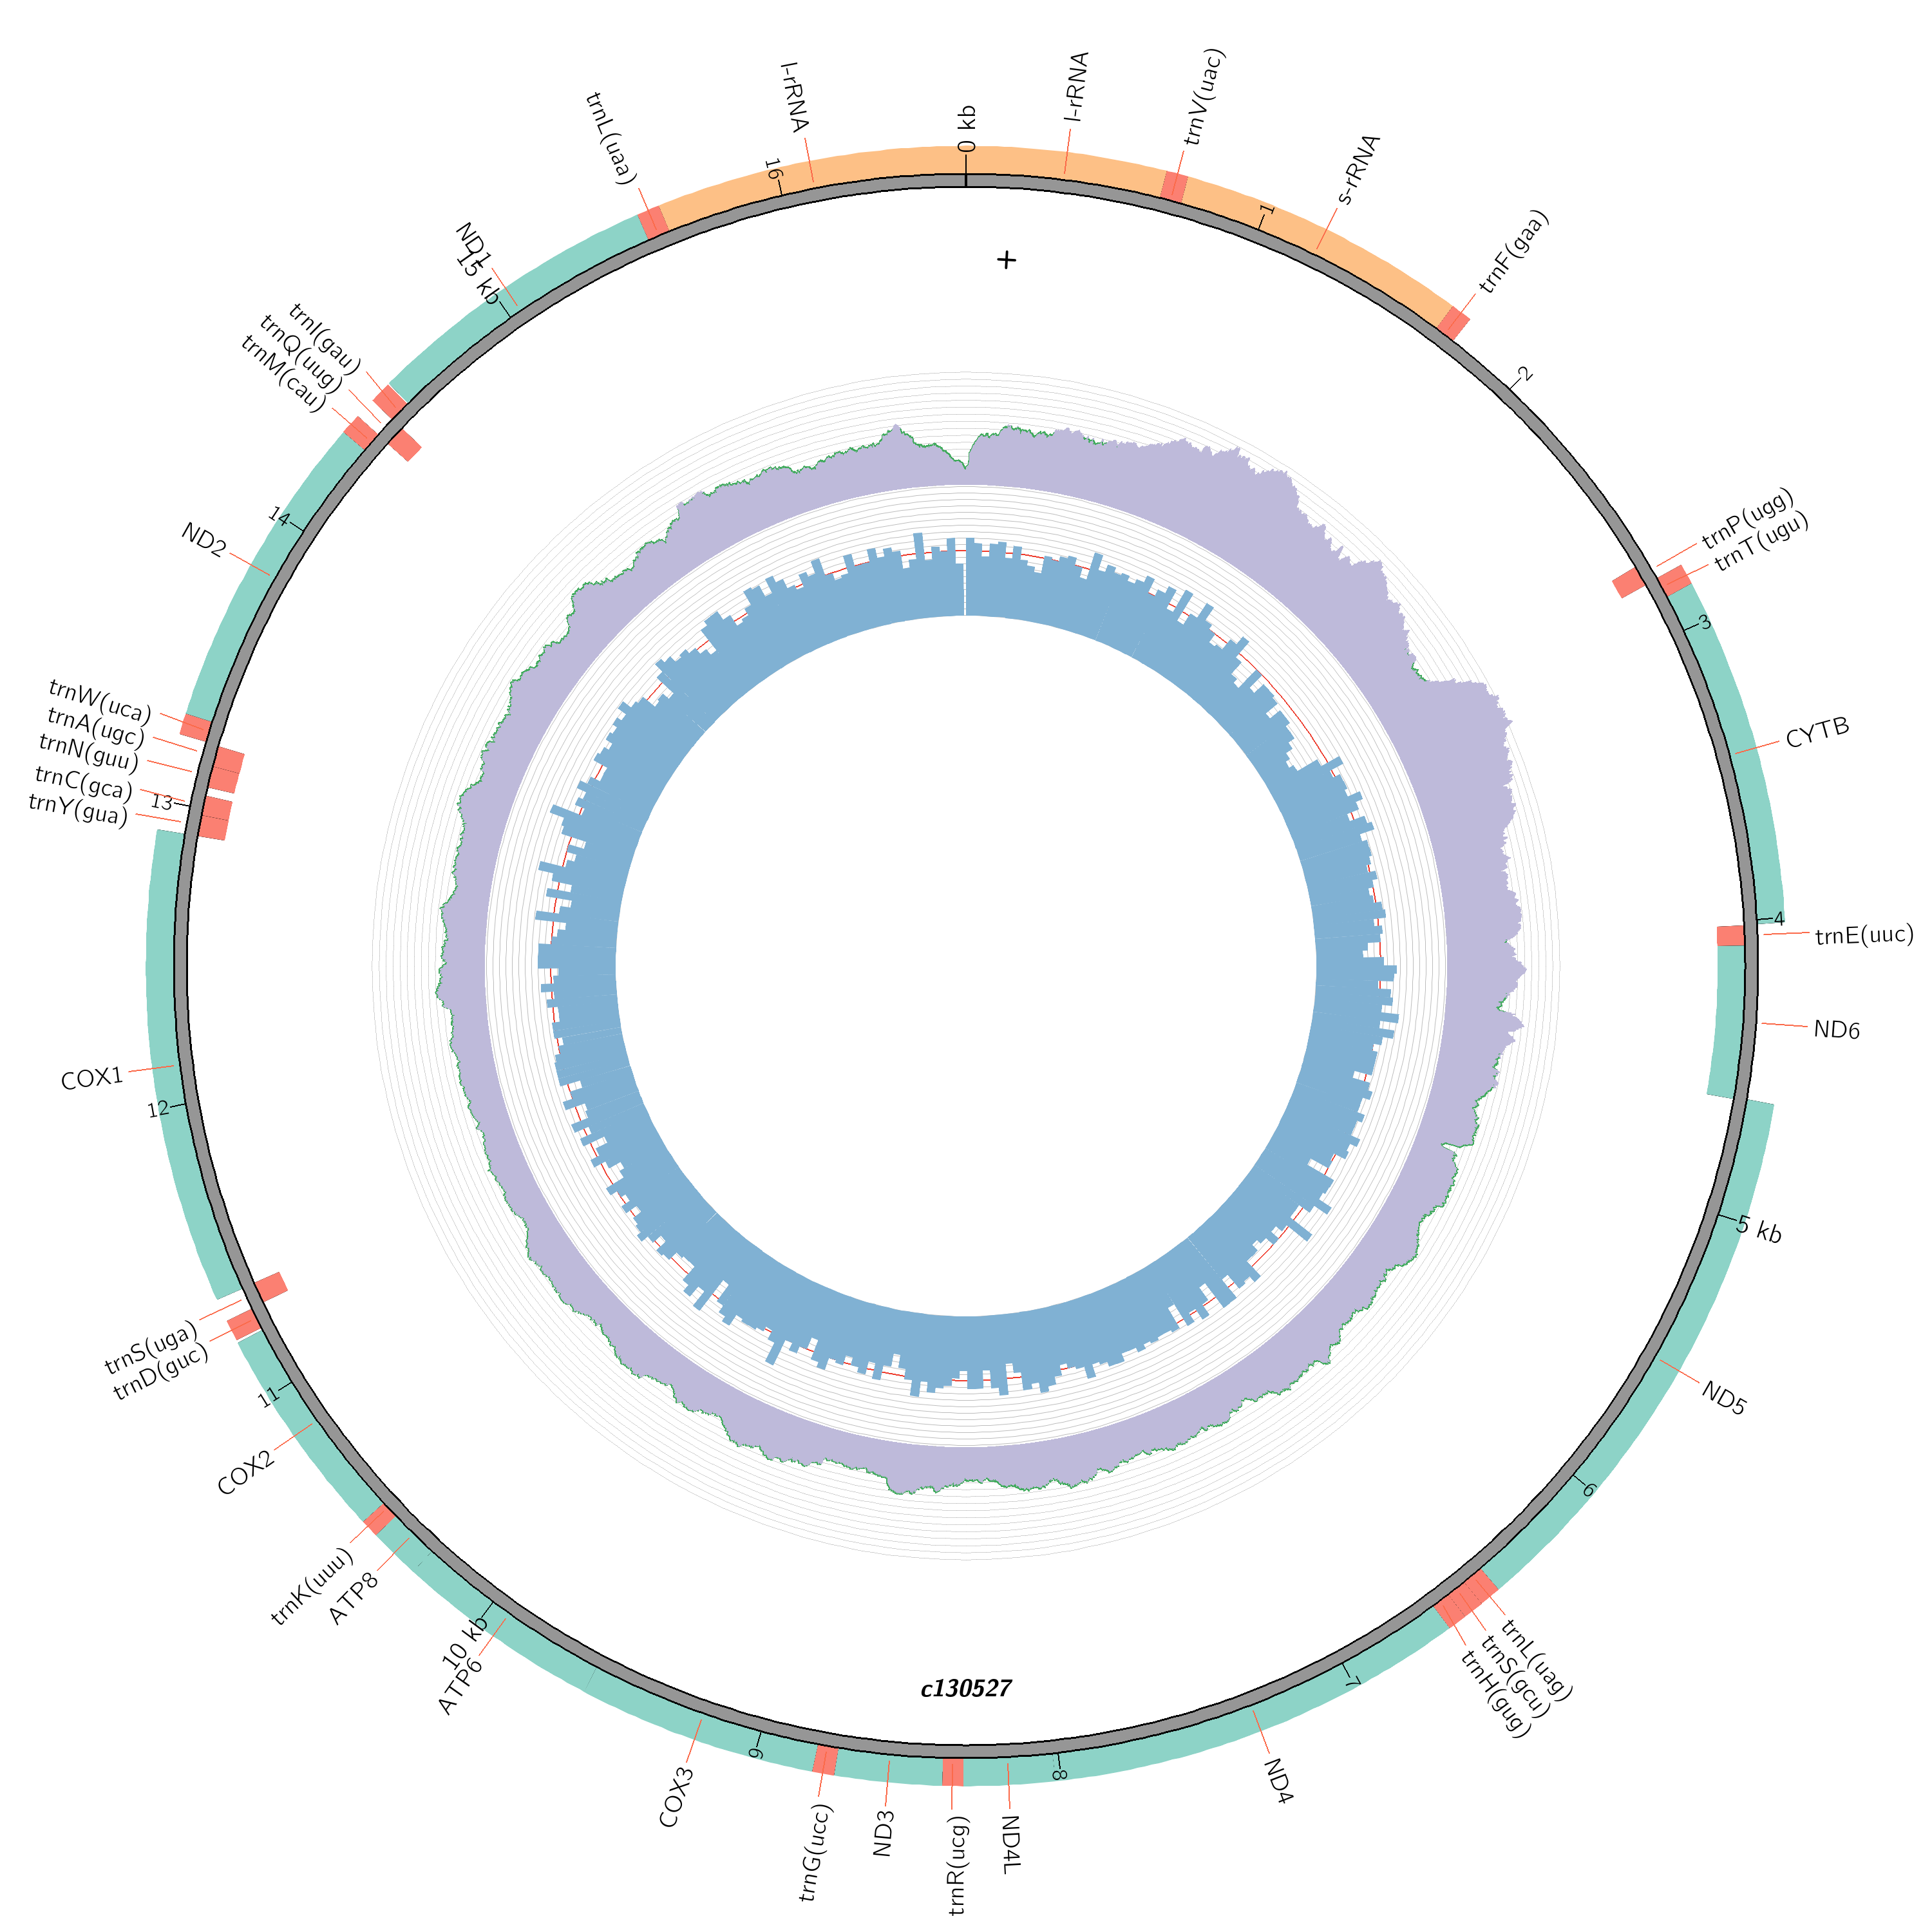 0 kb
l-rRNA
trnV(uac)
1
s-rRNA
trnF(gaa)
2
trnP(ugg)
trnT(ugu)
3
CYTB
4
trnE(uuc)
ND6
5 kb
ND5
6
trnL(uag)
trnS(gcu)
trnH(gug)
7
ND4
8
ND4L
trnR(ucg)
ND3
trnG(ucc)
9
COX3
ATP6
10 kb
ATP8
trnK(uuu)
COX2
11
trnD(guc)
trnS(uga)
12
COX1
trnY(gua)
13
trnC(gca)
trnN(guu)
trnA(ugc)
trnW(uca)
ND2
14
trnM(cau)
trnQ(uug)
trnI(gau)
15 kb
ND1
trnL(uaa)
16
l-rRNA
+
c130527